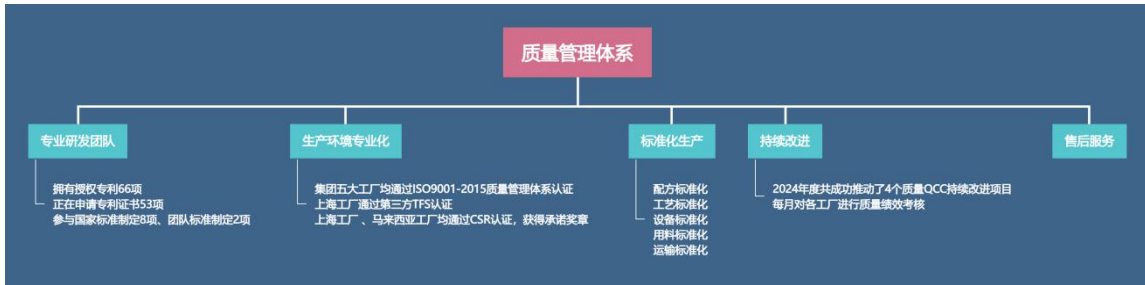 质量管理体系
专业研发团队
拥有授权专利66项
正在申请专利证书53项
参与国家标准制定8项、团队标准制定2项
生产环境专业化
集团五大工厂均通过ISO9001-2015质量管理体系认证
上海工厂通过第三方TFS认证
上海工厂 、马来西亚工厂均通过CSR认证，获得承诺奖章
标准化生产
配方标准化
工艺标准化
设备标准化
用料标准化
运输标准化
持续改进
2024年度共成功推动了4个质量QCC持续改进项目
每月对各工厂进行质量绩效考核
售后服务